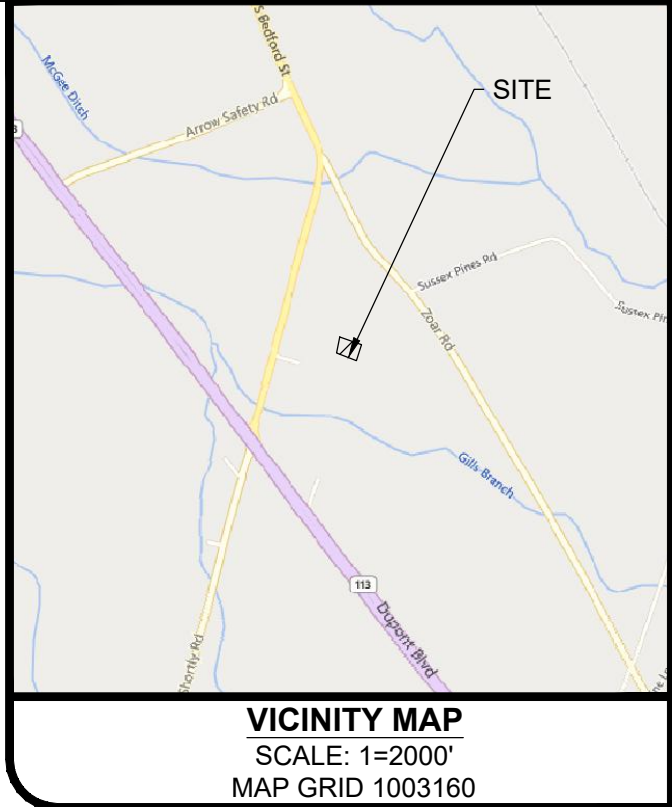 S Bedford St
McGee Ditch
SITE
Arrow Safety Rd
Sussex Pines Rd
Zoar Rd
Gills Branch
113
Dupont Blvd
Shortly Rd
VICINITY MAP
SCALE: 1=2000'
MAP GRID 1003160